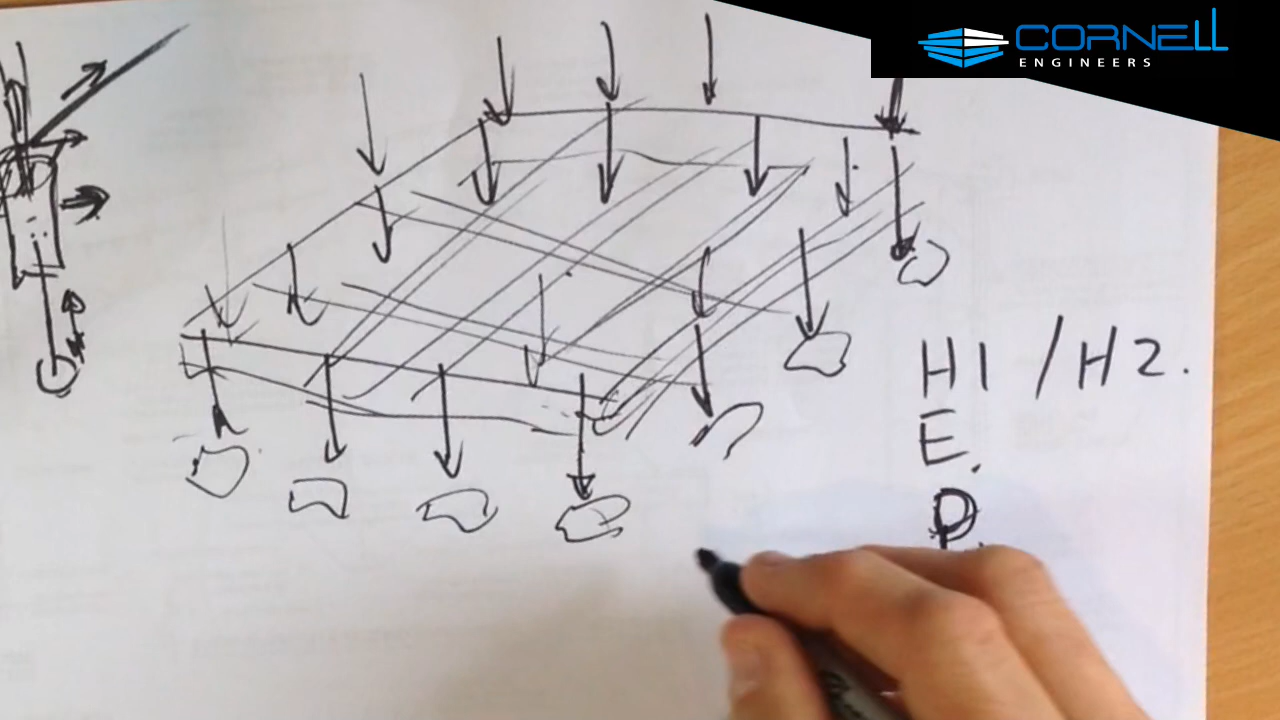 CORNELL
ENGINEERS
H1 / H2.
E.
P.